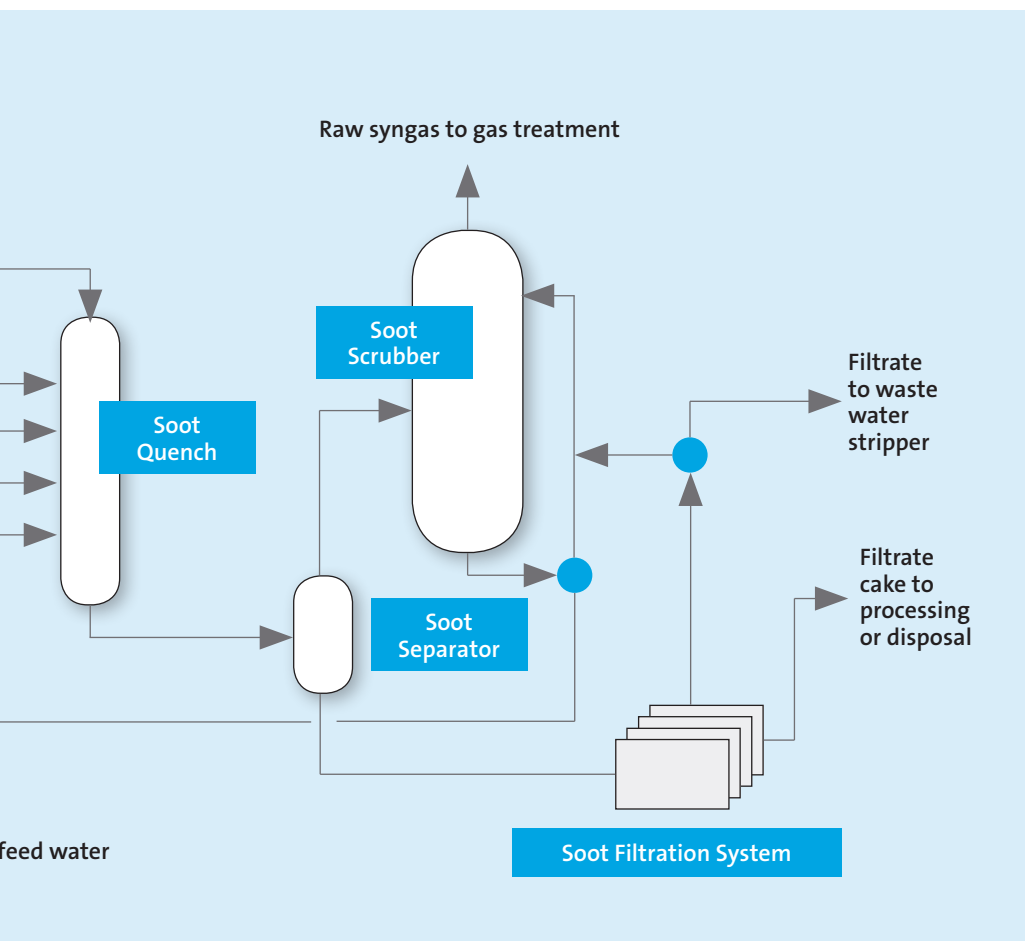 Raw syngas to gas treatment
Soot
Scrubber
Soot
Quench
Filtrate
to waste
water
stripper
Filtrate
cake to
processing
or disposal
Soot
Separator
feed water
Soot Filtration System